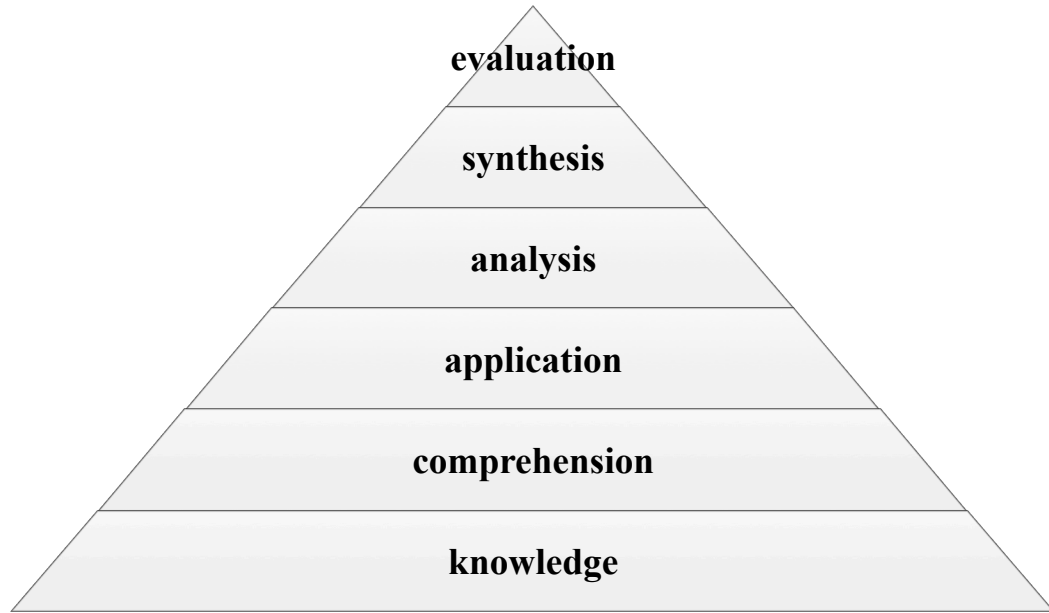 evaluation
synthesis
analysis
application
comprehension
knowledge